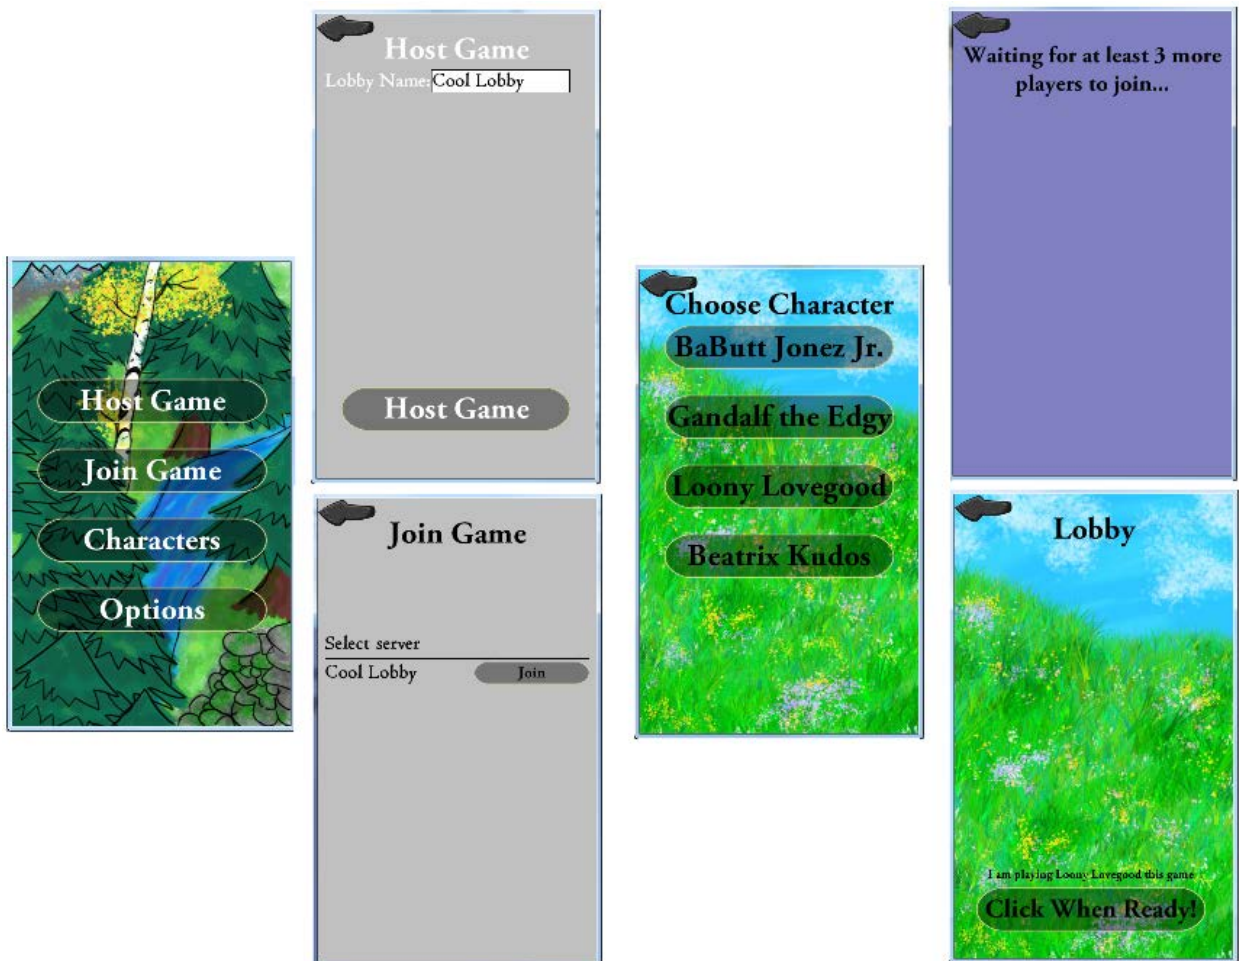 Host Game
Join Game
Characters
Options
Host Game
Lobby Name: Cool Lobby
Host Game
Join Game
Select server
Cool Lobby Join
Choose Character
BaButt Jonez Jr.
Gandalf the Edgy
Loony Lovegood
Beatrix Kudos
Waiting for at least 3 more
players to join...
Lobby
I am playing Loony Lovegood this game
Click When Ready!